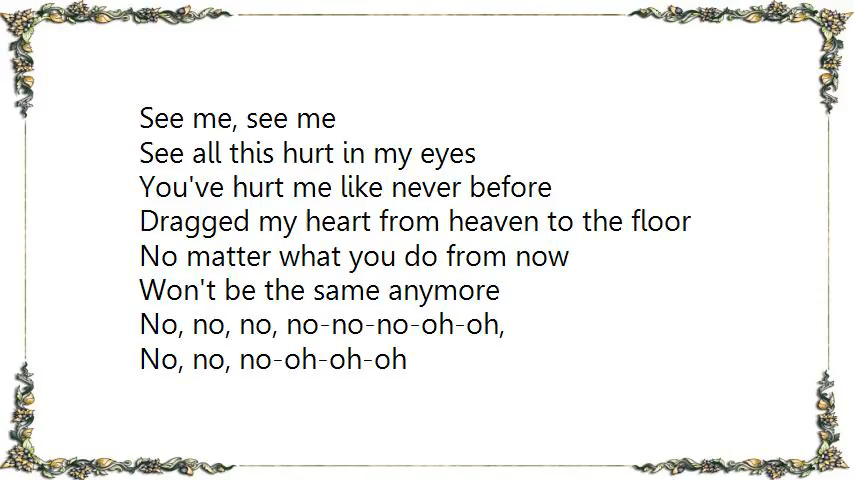 See me, see me
See all this hurt in my eyes
You've hurt me like never before
Dragged my heart from heaven to the floor
No matter what you do from now
Won't be the same anymore
No, no, no, no-no-no-oh-oh,
No, no, no-oh-oh-oh